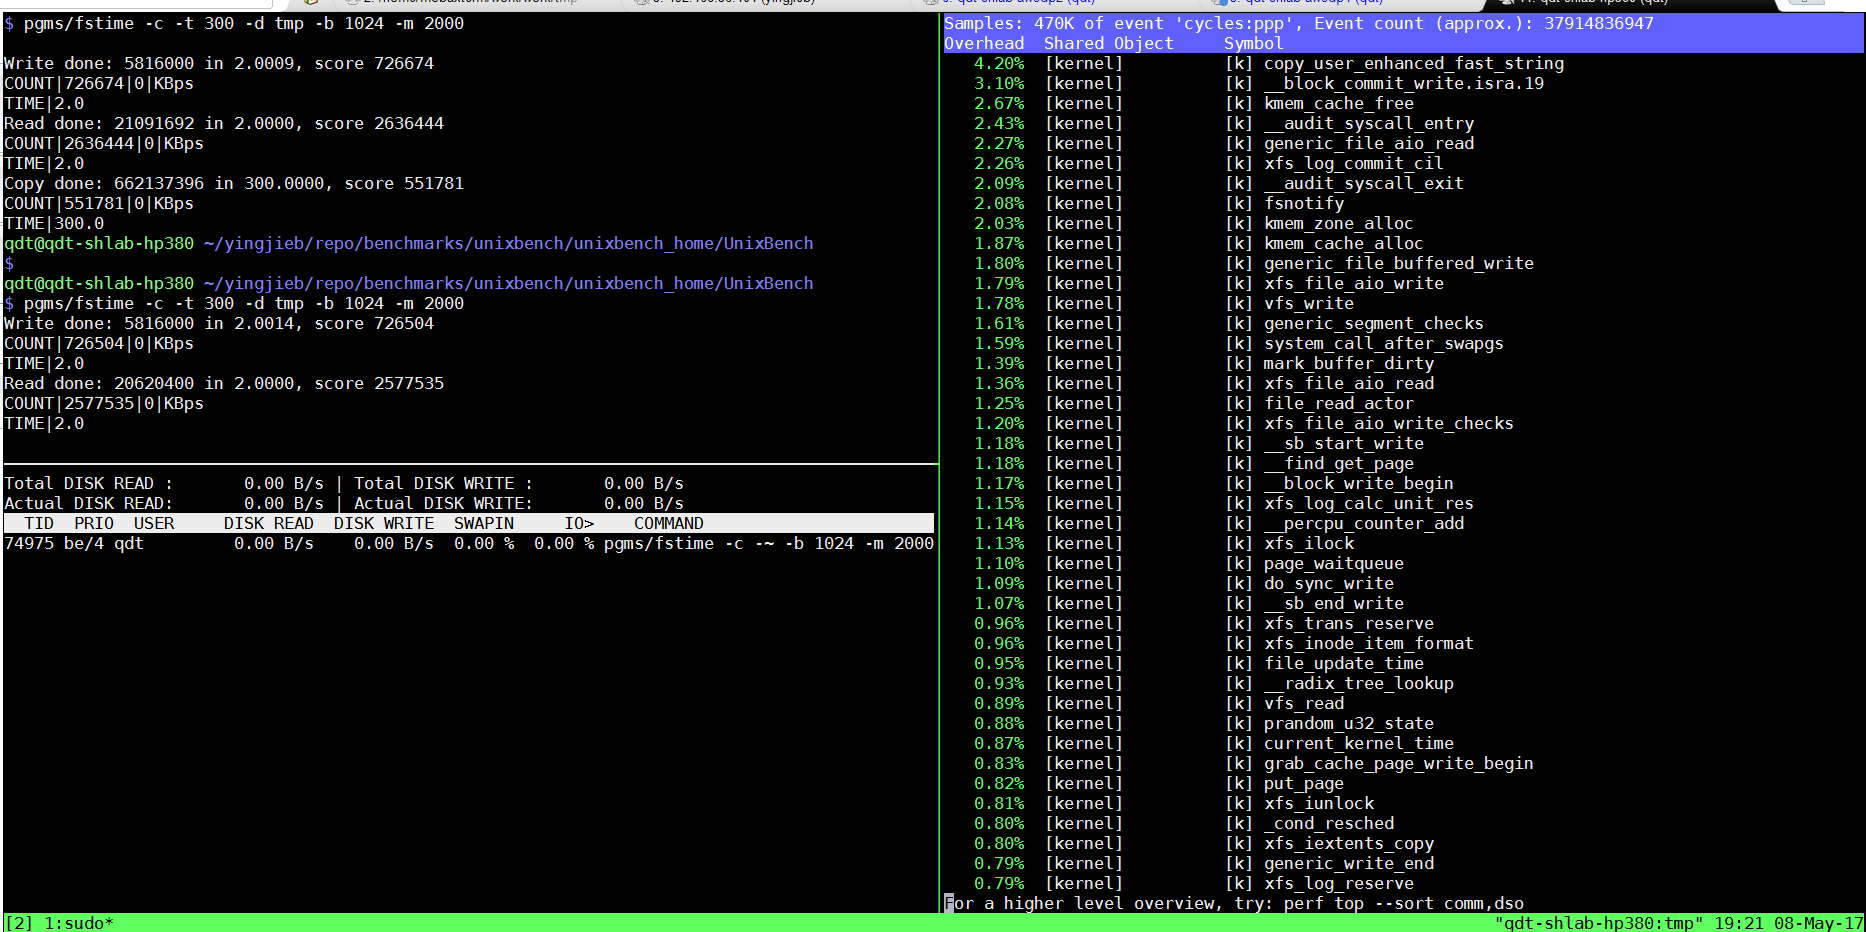 $ pgms/fstime -c -t 300 -d tmp -b 1024
Write done: 5816000 in 2.0009, score 726674
COUNT|726674|0|KBps
TIME|2.0
Read done: 21091692 in 2.0000, score 2636444
COUNT|2636444|0|KBps
TIME|2.0
Copy done: 662137396 in 300.0000, score 551781
COUNT|551781|0|KBps
TIME|300.0
qdt@qdt-shlab-hp380 ~/yingjieb/repo/benchmarks/unixbench/unixbench_home/UnixBench
$
qdt@qdt-shlab-hp380 ~/yingjieb/repo/benchmarks/unixbench/unixbench_home/UnixBench
$ pgms/fstime -c -t 300 -d tmp -b 1024 -m 2000
Write done: 5816000 in 2.0014, score 726504
COUNT|726504|0|KBps
TIME|2.0
Read done: 20620400 in 2.0000, score 2577535
COUNT|2577535|0|KBps
TIME|2.0
Total DISK READ : 0.00 B/s | Total DISK WRITE : 0.00 B/s
Actual DISK READ: 0.00 B/s | Actual DISK WRITE: 0.00 B/s
TID PRIO USER DISK READ DISK WRITE SWAPIN IO> COMMAND
74975 be/4 qdt 0.00 B/s 0.00 B/s 0.00 % 0.00 % pgms/fstime -c -~ -b 1024 -m 2000
Samples: 470K of event 'cycles:ppp', Event count (approx.): 37914836947
Overhead Shared Object Symbol
4.20% [kernel] [k] copy_user_enhanced_fast_string
3.10% [kernel] [k] __block_commit_write.isra.19
2.67% [kernel] [k] kmem_cache_free
2.43% [kernel] [k] __audit_syscall_entry
2.27% [kernel] [k] generic_file_aio_read
2.26% [kernel] [k] xfs_log_commit_cil
2.09% [kernel] [k] __audit_syscall_exit
2.08% [kernel] [k] fsnotify
2.03% [kernel] [k] kmem_zone_alloc
1.87% [kernel] [k] kmem_cache_alloc
1.80% [kernel] [k] generic_file_buffered_write
1.79% [kernel] [k] xfs_file_aio_write
1.78% [kernel] [k] vfs_write
1.61% [kernel] [k] generic_segment_checks
1.59% [kernel] [k] system_call_after_swapgs
1.39% [kernel] [k] mark_buffer_dirty
1.36% [kernel] [k] xfs_file_aio_read
1.25% [kernel] [k] file_read_actor
1.20% [kernel] [k] xfs_file_aio_write_checks
1.18% [kernel] [k] __sb_start_write
1.18% [kernel] [k] __find_get_page
1.17% [kernel] [k] __block_write_begin
1.15% [kernel] [k] xfs_log_calc_unit_res
1.14% [kernel] [k] __percpu_counter_add
1.13% [kernel] [k] xfs_ilock
1.10% [kernel] [k] page_waitqueue
1.09% [kernel] [k] do_sync_write
1.07% [kernel] [k] __sb_end_write
0.96% [kernel] [k] xfs_trans_reserve
0.96% [kernel] [k] xfs_inode_item_format
0.95% [kernel] [k] file_update_time
0.93% [kernel] [k] __radix_tree_lookup
0.89% [kernel] [k] vfs_read
0.88% [kernel] [k] prandom_u32_state
0.87% [kernel] [k] current_kernel_time
0.83% [kernel] [k] grab_cache_page_write_begin
0.82% [kernel] [k] put_page
0.81% [kernel] [k] xfs_iunlock
0.80% [kernel] [k] _cond_resched
0.80% [kernel] [k] xfs_iextents_copy
0.79% [kernel] [k] generic_write_end
0.79% [kernel] [k] xfs_log_reserve
For a higher level overview, try: perf top --sort comm,dso
[2] 1:sudo* "qdt-shlab-hp380:tmp" 19:21 08-May-17